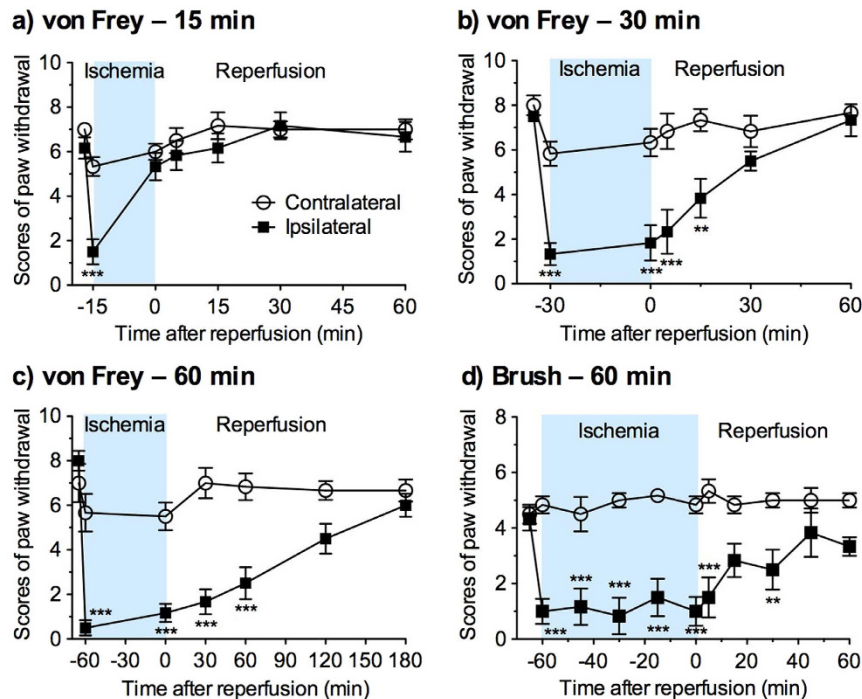 a) von Frey – 15 min
Ischemia
Reperfusion
Contralateral
Ipsilateral
***
Scores of paw withdrawal
0
2
4
6
8
10
-15
0
15
30
45
60
Time after reperfusion (min)
b) von Frey – 30 min
Ischemia
Reperfusion
***
***
***
**
Scores of paw withdrawal
0
2
4
6
8
10
-30
0
30
60
Time after reperfusion (min)
c) von Frey – 60 min
Ischemia
Reperfusion
***
***
***
***
Scores of paw withdrawal
0
2
4
6
8
10
-60
-30
0
30
60
90
120
150
180
Time after reperfusion (min)
d) Brush – 60 min
Ischemia
Reperfusion
***
***
***
***
***
***
**
Scores of paw withdrawal
0
2
4
6
8
-60
-40
-20
0
20
40
60
Time after reperfusion (min)